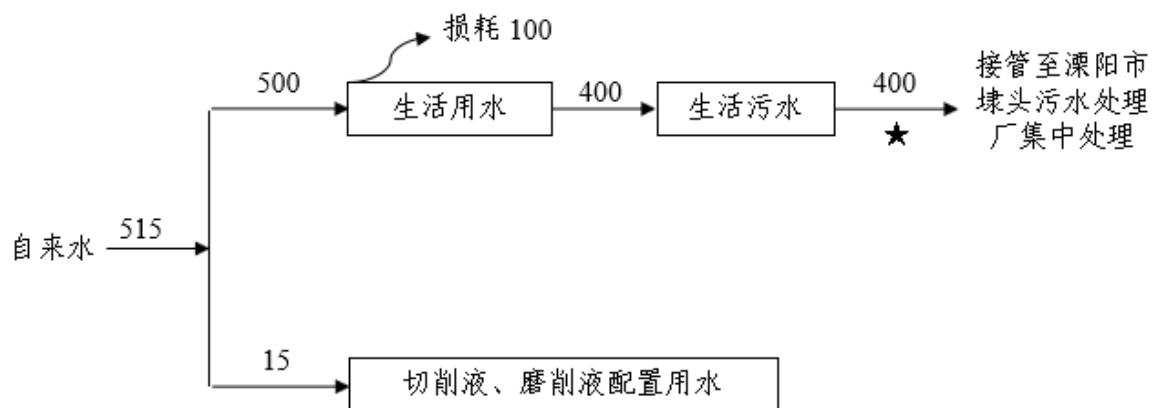 损耗 100
500
生活用水
400
生活污水
400
接管至溧阳市
埭头污水处理
厂集中处理
★
自来水
515
15
切削液、磨削液配置用水